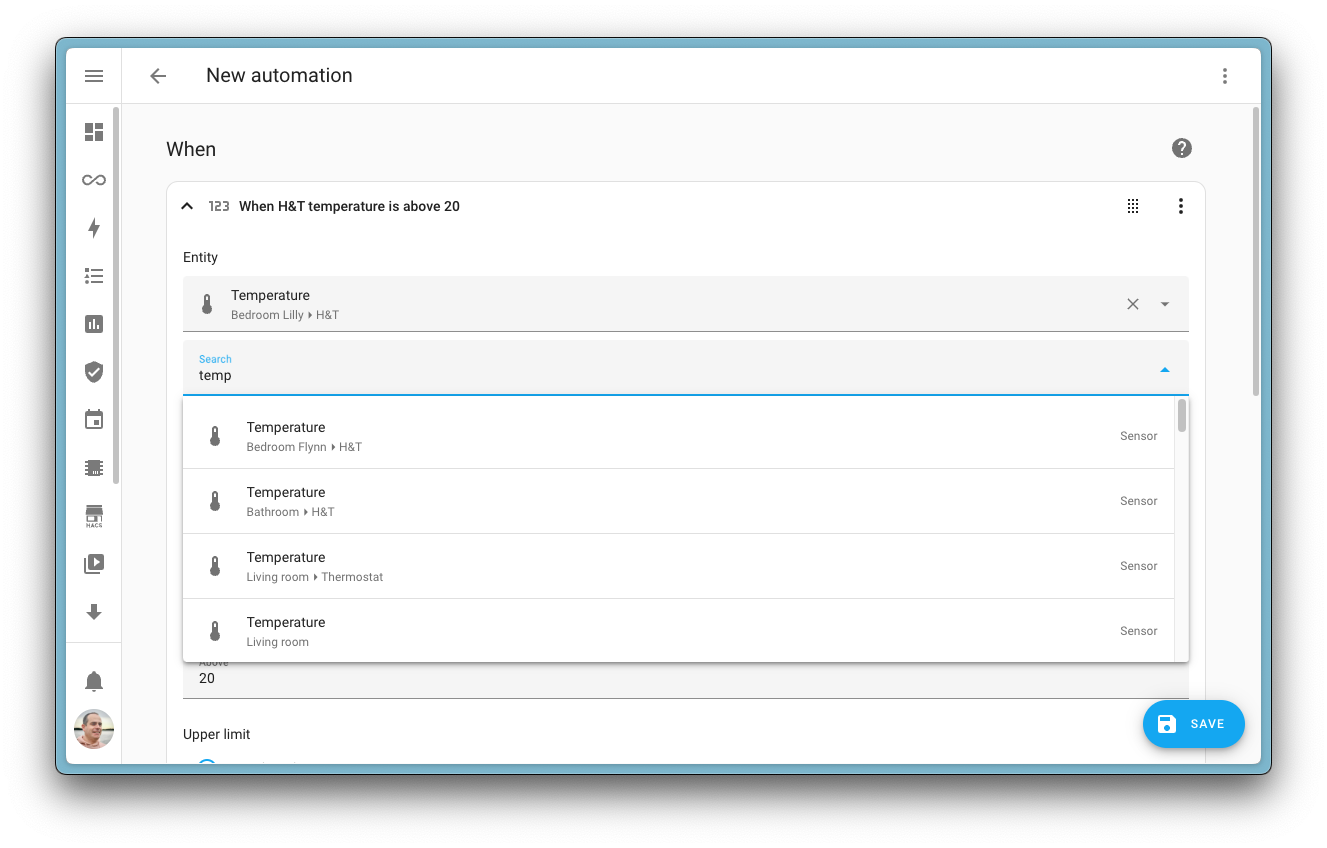 New automation
When
123 When H&T temperature is above 20
Entity
Temperature
Bedroom Lilly ▸ H&T
Search
temp
Temperature
Bedroom Flynn ▸ H&T
Sensor
Temperature
Bathroom ▸ H&T
Sensor
Temperature
Living room ▸ Thermostat
Sensor
Temperature
Living room
Sensor
Above
20
Upper limit
SAVE
HACS